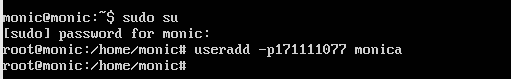 monic@monic:~$ sudo su
[sudo] password for monic:
root@monic:/home/monic# useradd -p171111077 monica
root@monic:/home/monic#